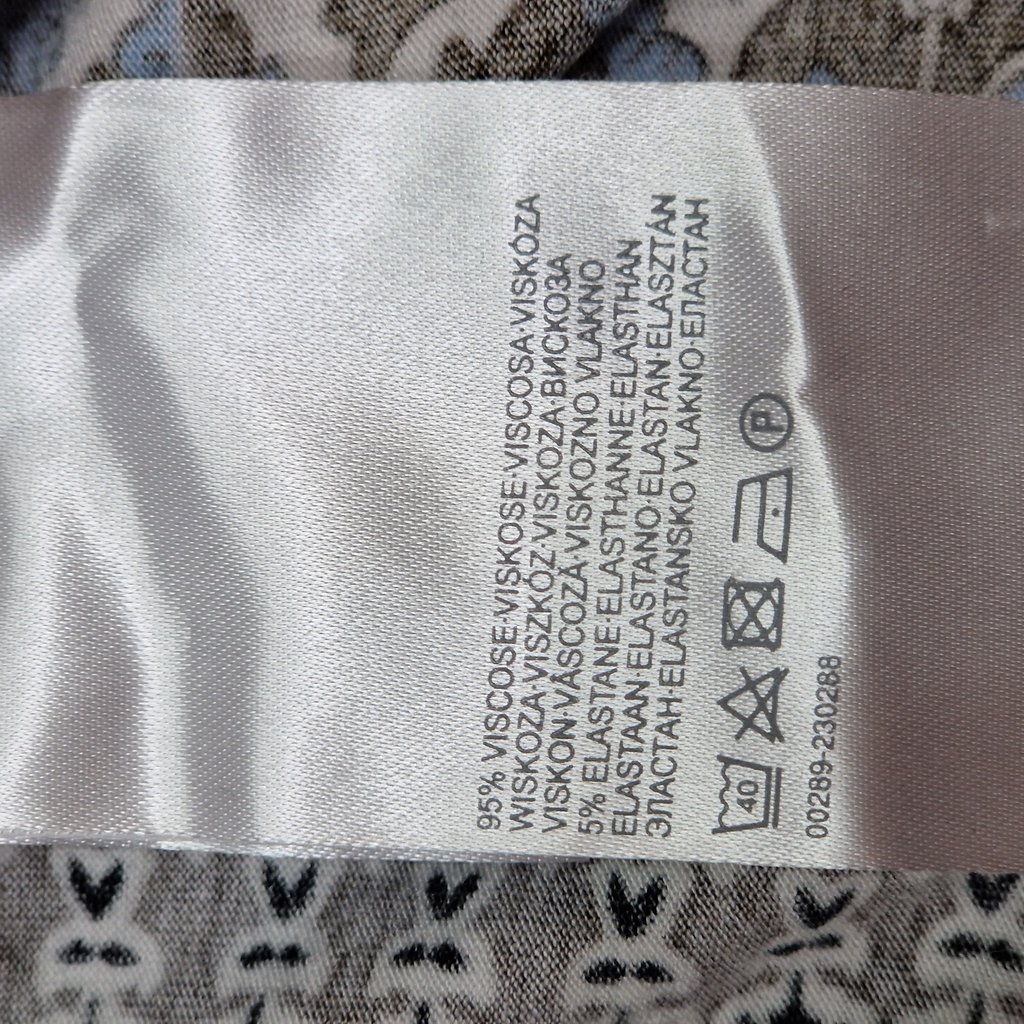 95% VISCOSE·VISKOSE·VISCOSA·VISKÓZA
WISKOZA·VISZKÓZ·VISKOZA·ВИСКОЗА
VISKON·VÂSCOZĂ·VISKOZNO VLAKNO
5% ELASTANE·ELASTHANNE·ELASTHAN
ELASTAAN·ELASTANO·ELASTAN·ELASZTÁN
ЭЛАСТАН·ELASTANSKO VLAKNO·ЕЛАСТАН
40 P
00289-230288